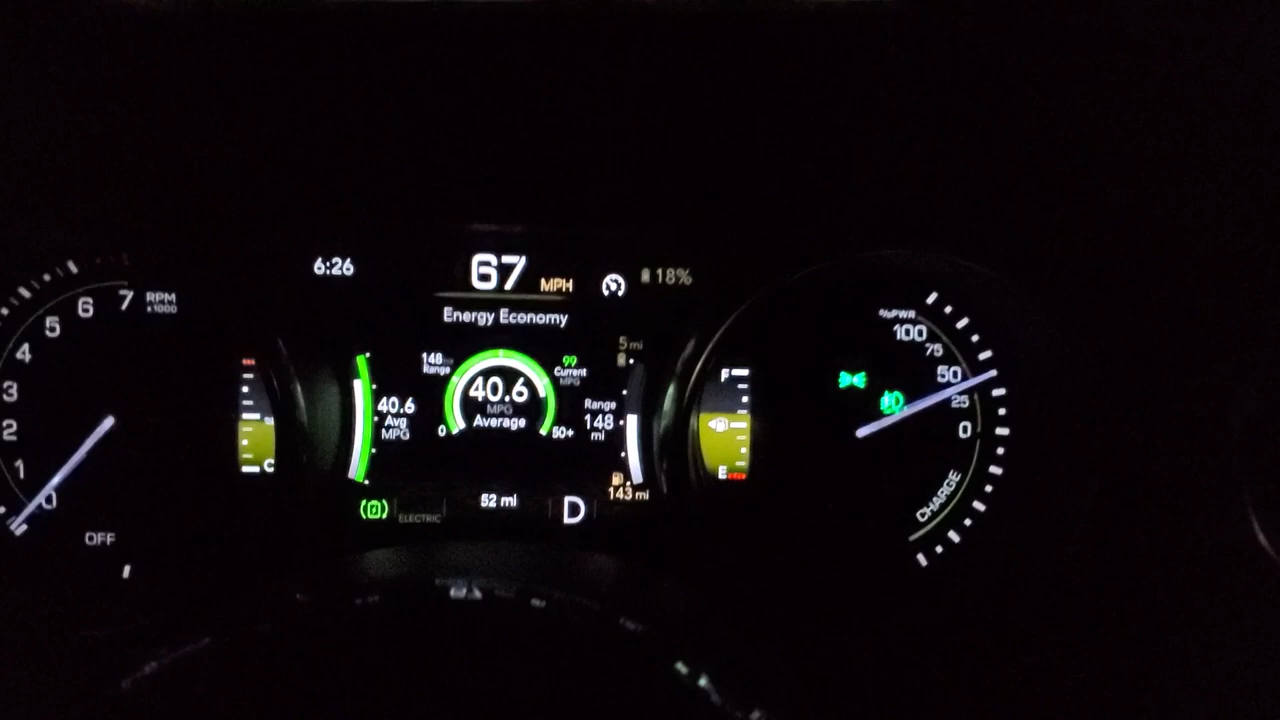 6:26
67 MPH
18%
Energy Economy
7
6
5
4
3
2
1
0
RPM
x1000
OFF
C
40.6
Avg
MPG
148 mi
Range
40.6
MPG
Average
0
50+
99
Current
MPG
5 mi
Range
148
mi
143 mi
ELECTRIC
52 mi
D
F
E
%PWR
100
75
50
25
0
CHARGE